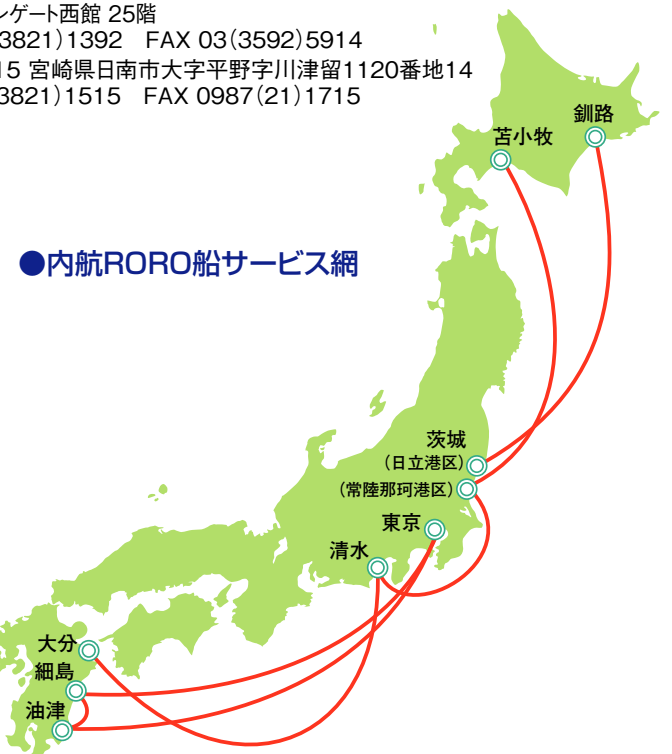 ンゲート西館 25階
3821)1392 FAX 03(3592)5914
15 宮崎県日南市大字平野字川津留1120番地14
3821)1515 FAX 0987(21)1715
釧路
苫小牧
●内航RORO船サービス網
茨城
(日立港区)
(常陸那珂港区)
東京
清水
大分
細島
油津